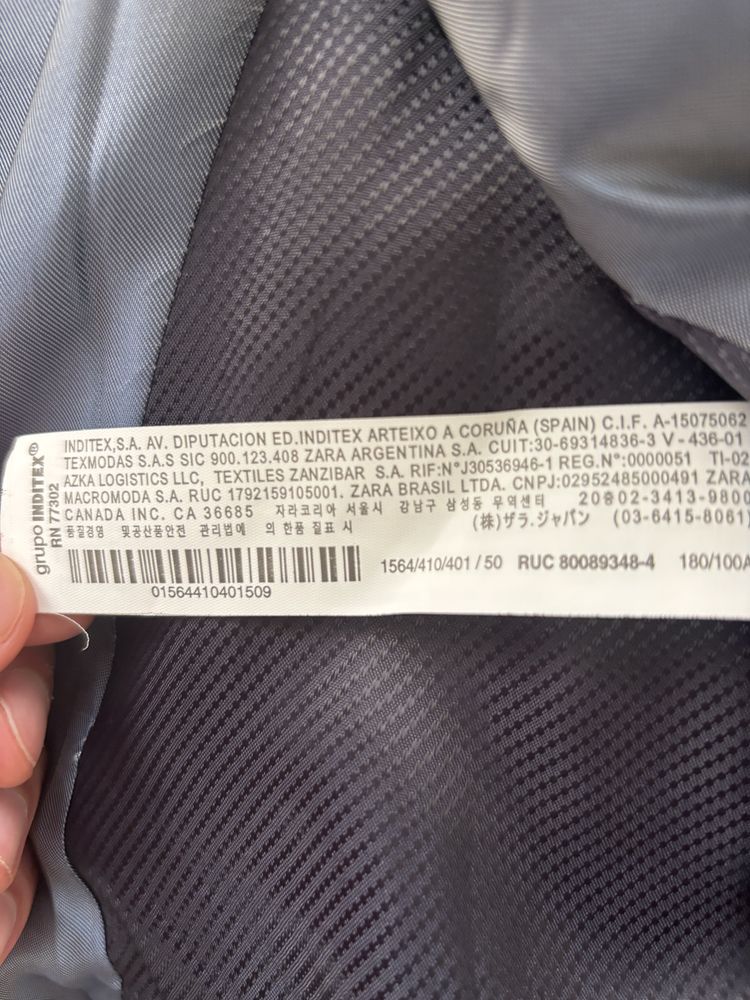 grupo INDITEX®
RN 77302
INDITEX,S.A. AV. DIPUTACION ED.INDITEX ARTEIXO A CORUÑA (SPAIN) C.I.F. A-15075062
TEXMODAS S.A.S SIC 900.123.408 ZARA ARGENTINA S.A. CUIT:30-69314836-3 V - 436-01
AZKA LOGISTICS LLC, TEXTILES ZANZIBAR S.A. RIF:N°J30536946-1 REG.N°:0000051 TI-02
MACROMODA S.A. RUC 1792159105001. ZARA BRASIL LTDA. CNPJ:02952485000491 ZARA
CANADA INC. CA 36685 자라코리아 서울시 강남구 삼성동 무역센터 20층02-3413-9800
품질경영 및공산품안전 관리법에 의한품질표시 (株)ザラ.ジャパン (03-6415-8061)
1564/410/401 / 50 RUC 80089348-4 180/100A
01564410401509